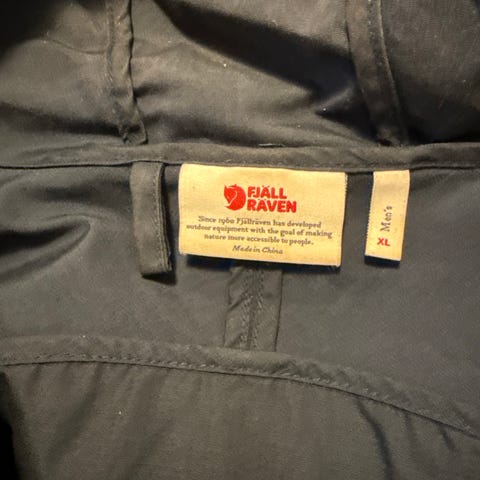 FJÄLL
RÄVEN
Since 1960 Fjällräven has developed
outdoor equipment with the goal of making
nature more accessible to people.
Made in China
Men's
XL